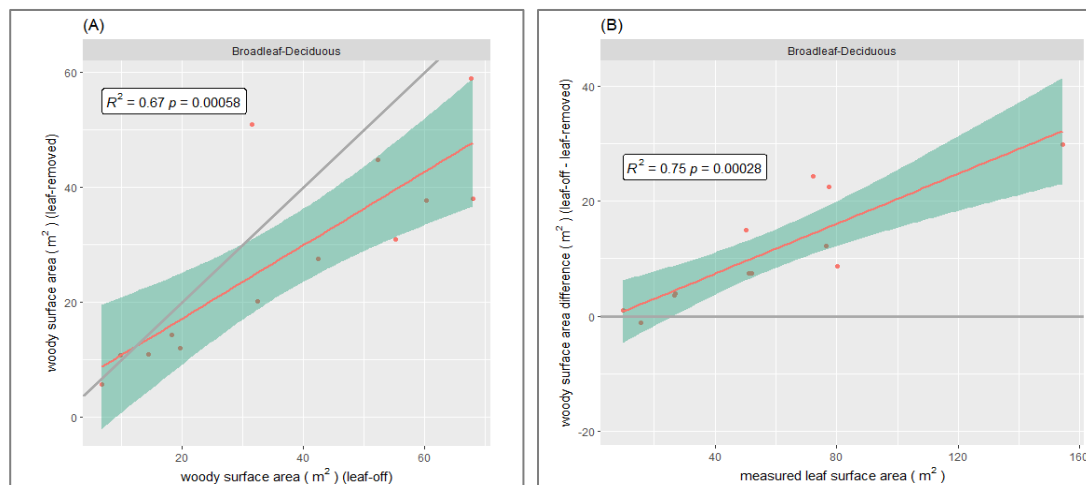 (A)
Broadleaf-Deciduous
R² = 0.67 p = 0.00058
woody surface area ( m² ) (leaf-removed)
60
40
20
0
20
40
60
woody surface area ( m² ) (leaf-off)
(B)
Broadleaf-Deciduous
R² = 0.75 p = 0.00028
woody surface area difference ( m² ) (leaf-off - leaf-removed)
40
20
0
-20
40
80
120
160
measured leaf surface area ( m² )